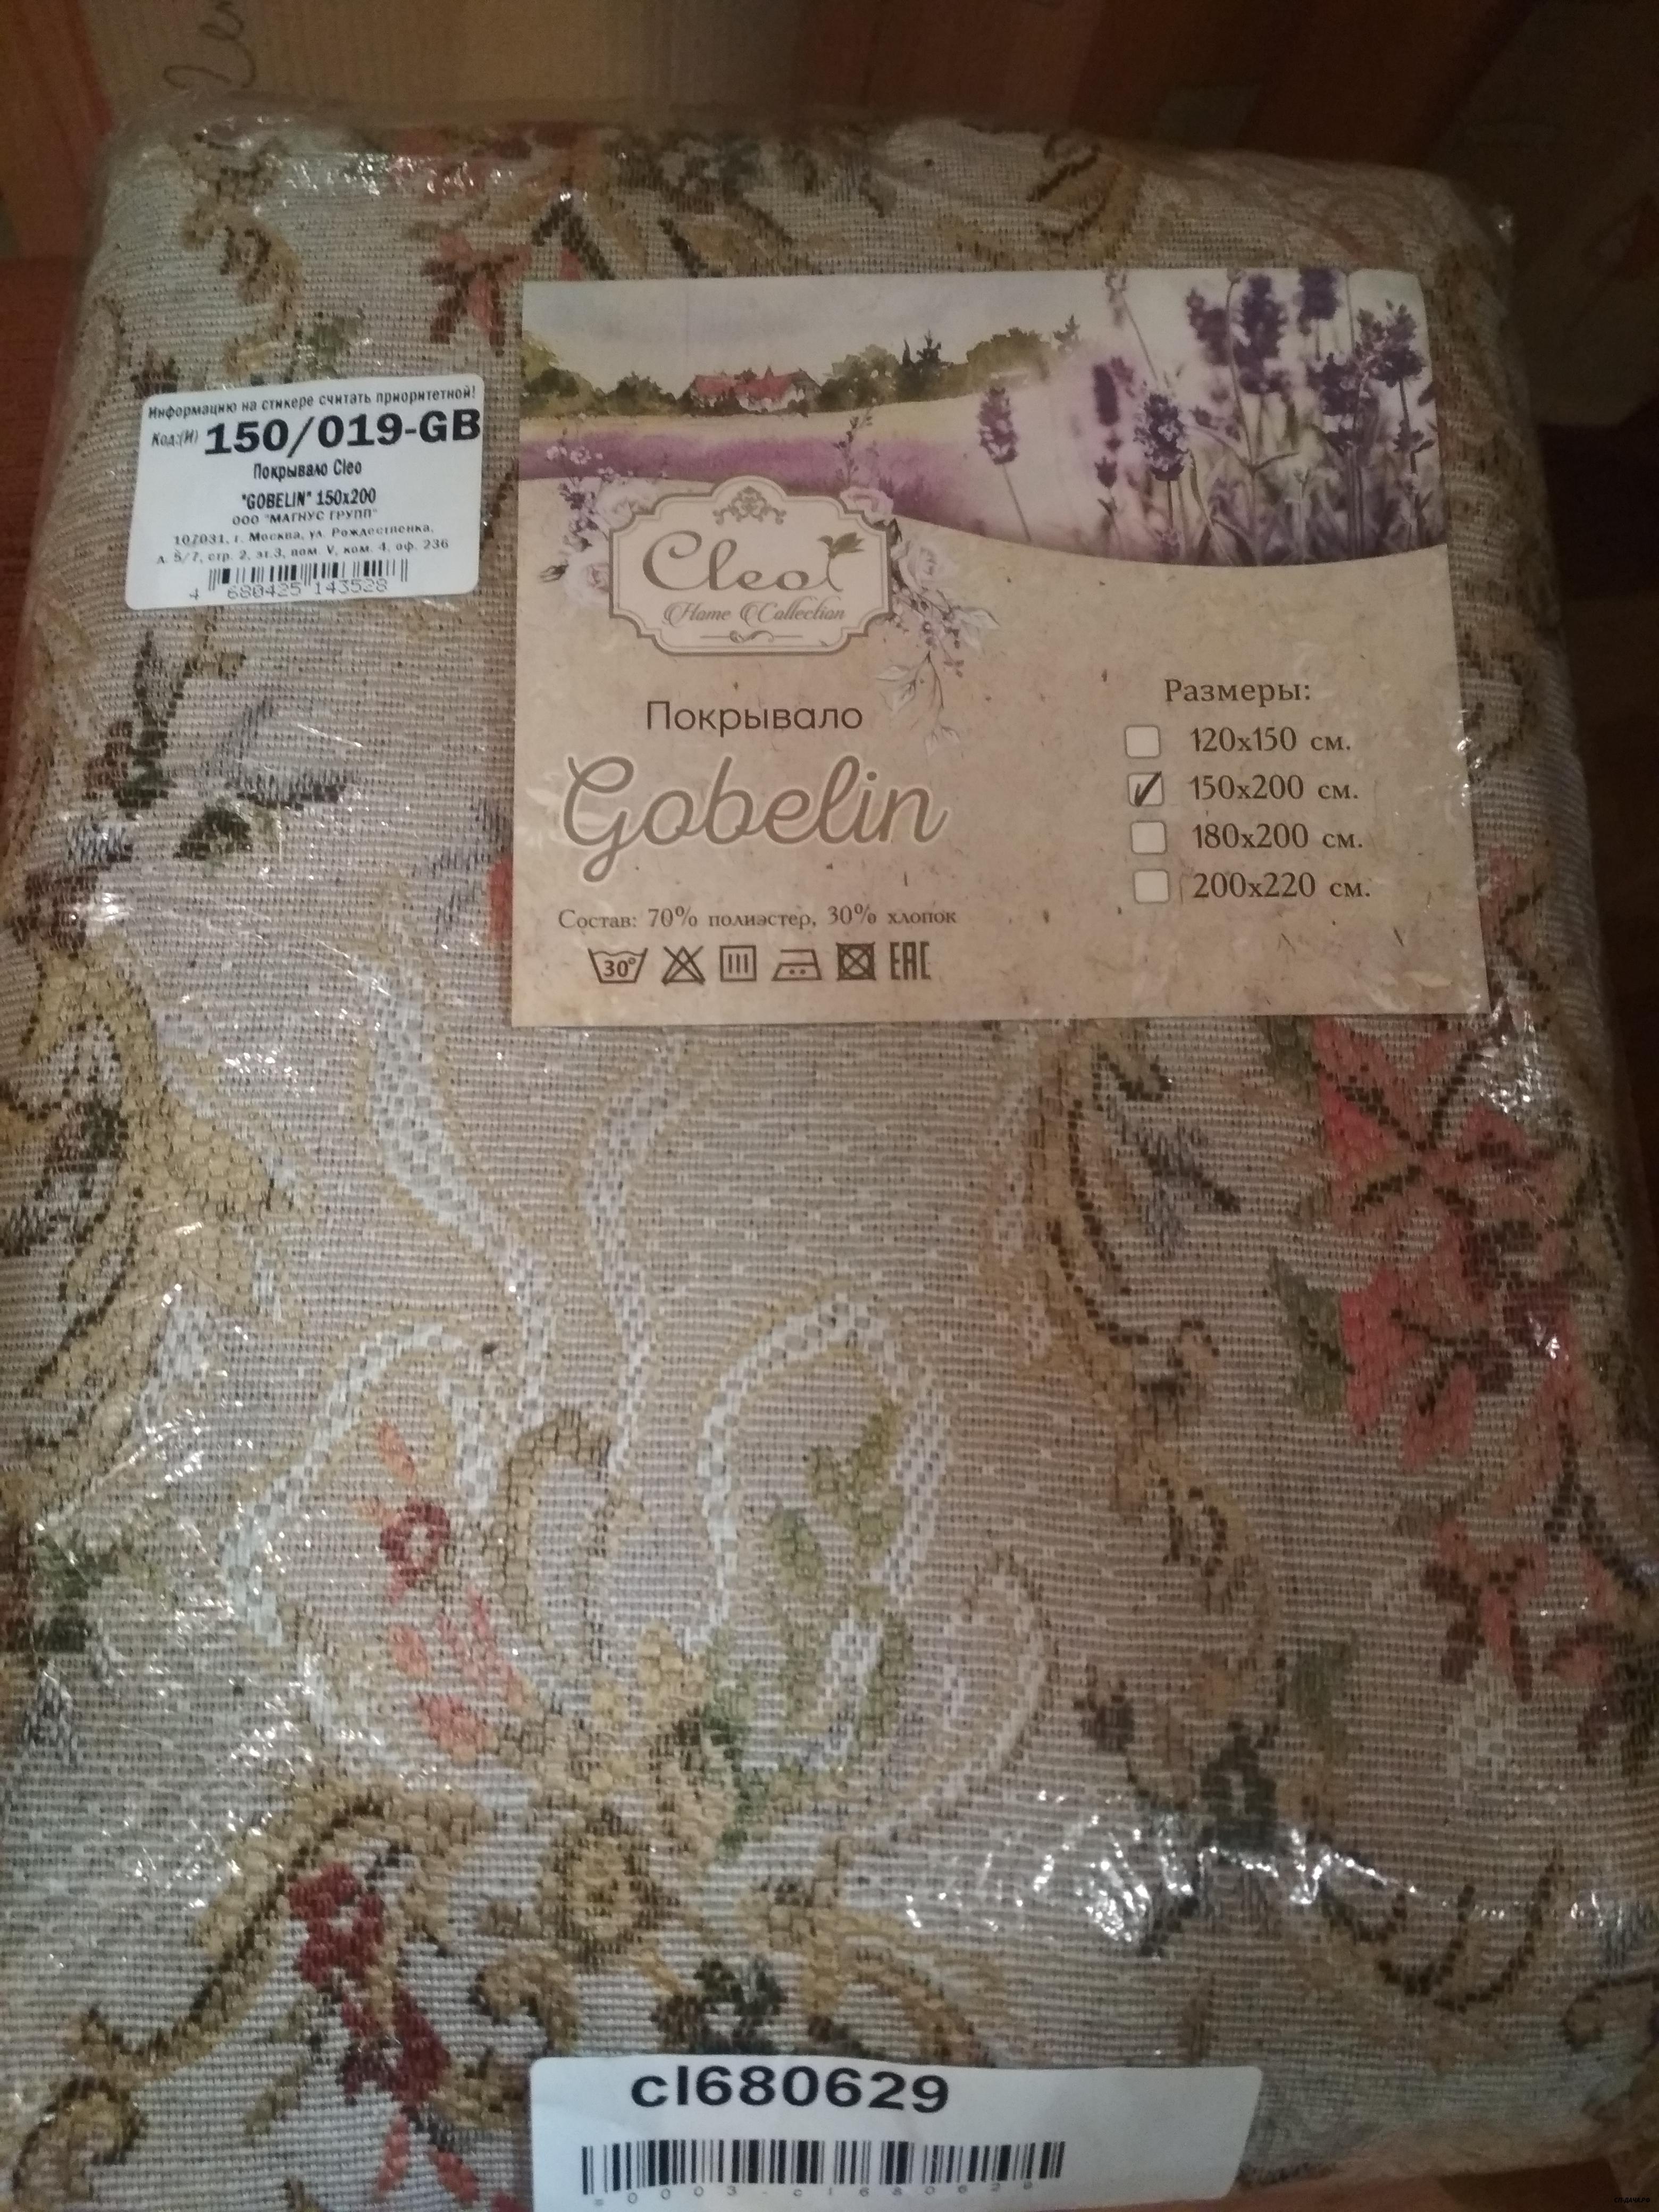 Информацию на стикере считать приоритетной!
Код:(И) 150/019-GB
Покрывало Cleo
"GOBELIN" 150x200
ООО "МАГНУС ГРУПП"
107031, г. Москва, ул. Рождественка,
д. 5/7, стр. 2, эт.3, пом. V, ком. 4, оф. 236
4 680425 143528
Cleo
Home Collection
Покрывало
Gobelin
Состав: 70% полиэстер, 30% хлопок
30° EAC
Размеры:
120x150 см.
150x200 см.
180x200 см.
200x220 см.
cl680629